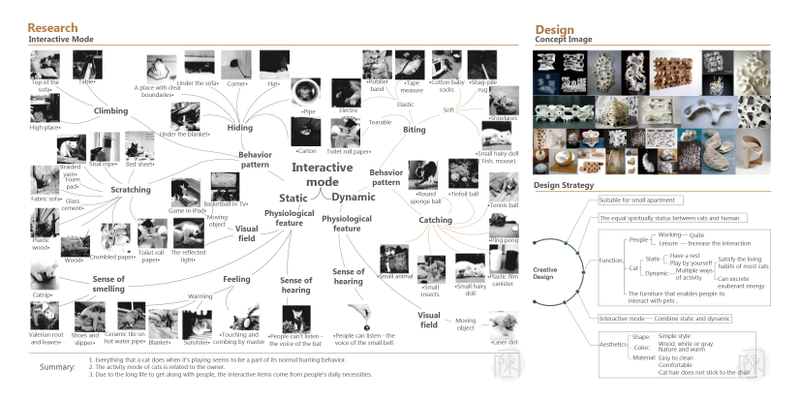 Research
Interactive Mode
Top of the
sofa•
Table•
A place with clear
boundaries•
Under the sofa•
Corner•
Hat•
•Pipe
•Rubber
band
•Tape
measure
•Cotton baby
socks
•Shag-pile
rug
Elastic
Soft
•Shoelaces
Climbing
High place•
Under the blanket•
Hiding
•Carton
Toilet roll paper•
Tearable
Biting
•Small hairy doll
( Fish, mouse)
Braided
yarn•
Seal rope•
Bed sheet•
Behavior
pattern
Interactive
mode
Static
Dynamic
Behavior
pattern
•Round
sponge ball
•Tinfoil ball
•Tennis ball
Foam
pad•
Fabric sofa•
Scratching
Glass
cement•
Game in iPad•
Basketball in TV•
Moving
object
Physiological
feature
Physiological
feature
Catching
Plastic
wood•
Wood•
Crumbled paper•
Toilet roll
paper•
The reflected
light•
Visual
field
•Ping pong
•Small animal
•Small
insects
•Small hairy
doll
•Plastic film
canister
Catnip•
Sense of
smelling
Feeling
Sense of
hearing
Sense of
hearing
Warming
Valerian root
and leaves•
Shoes and
slipper•
Ceramic tile on
hot water pipe•
Blanket•
Sunshine•
•Touching and
combing by master
•People can't listen -
the voice of the bat
•People can listen - the
voice of the small bell
Visual
field
Moving
object
•Laser dot
Summary:
1. Everything that a cat does when it's playing seems to be a part of its normal hunting behavior.
2. The activity mode of cats is related to the owner.
3. Due to the long life to get along with people, the interactive items come from people's daily necessities.
Design
Concept Image
Design Strategy
Suitable for small apartment
The equal spiritually status between cats and human.
Creative
Design
Function
People
Working
Quite
Leisure
Increase the interaction
Cat
Static
Have a rest
Play by yourself
Dynamic
Multiple ways
of activity
Satisfy the living
habits of most cats
Can excrete
exuberant energy
The furniture that enables people to
interact with pets .
Interactive mode
Combine static and dynamic
Aesthetics
Shape:
Simple style
Color:
Wood, white or gray
Nature and warm
Material:
Easy to clean
Comfortable
Cat hair does not stick to the chair